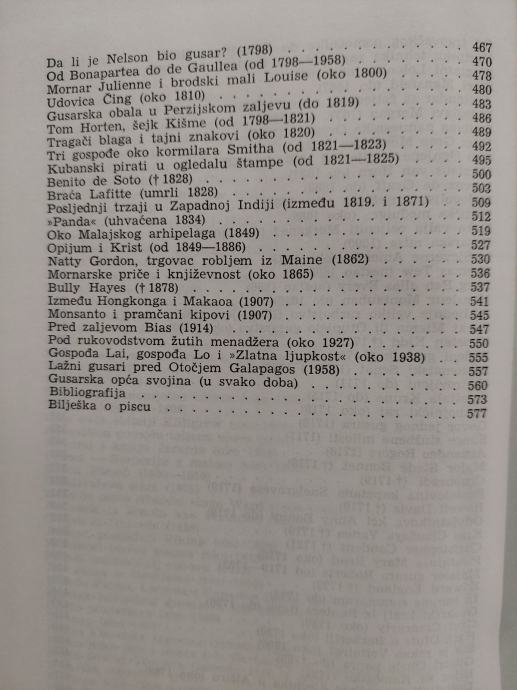 Da li je Nelson bio gusar? (1798) . . . . . . . . . . . 467
Od Bonapartea do de Gaullea (od 1798—1958) . . . . . . . 470
Mornar Julienne i brodski mali Louise (oko 1800) . . . . . 478
Udovica Čing (oko 1810) . . . . . . . . . . . . . . . 480
Gusarska obala u Perzijskom zaljevu (do 1819) . . . . . . 483
Tom Horten, šejk Kišme (od 1798—1821) . . . . . . . . . 486
Tragači blaga i tajni znakovi (oko 1820) . . . . . . . . . 489
Tri gospođe oko kormilara Smitha (od 1821—1823) . . . . . 492
Kubanski pirati u ogledalu štampe (od 1821—1825) . . . . . 495
Benito de Soto († 1828) . . . . . . . . . . . . . . . 500
Braća Lafitte (umrli 1828) . . . . . . . . . . . . . . 503
Posljednji trzaji u Zapadnoj Indiji (između 1819. i 1871) . . 509
»Panda« (uhvaćena 1834) . . . . . . . . . . . . . . . 512
Oko Malajskog arhipelaga (1849) . . . . . . . . . . . . 519
Opijum i Krist (od 1849—1886) . . . . . . . . . . . . . 527
Natty Gordon, trgovac robljem iz Maine (1862) . . . . . . 530
Mornarske priče i književnost (oko 1865) . . . . . . . . . 536
Bully Hayes († 1878) . . . . . . . . . . . . . . . . 537
Između Hongkonga i Makaoa (1907) . . . . . . . . . . . 541
Monsanto i pramčani kipovi (1907) . . . . . . . . . . . 545
Pred zaljevom Bias (1914) . . . . . . . . . . . . . . 547
Pod rukovodstvom žutih menadžera (oko 1927) . . . . . . . 550
Gospođa Lai, gospođa Lo i »Zlatna ljupkost« (oko 1938) . . . 555
Lažni gusari pred Otočjem Galapagos (1958) . . . . . . . 557
Gusarska opća svojina (u svako doba) . . . . . . . . . . 560
Bibliografija . . . . . . . . . . . . . . . . . . . 573
Bilješka o piscu . . . . . . . . . . . . . . . . . . 577